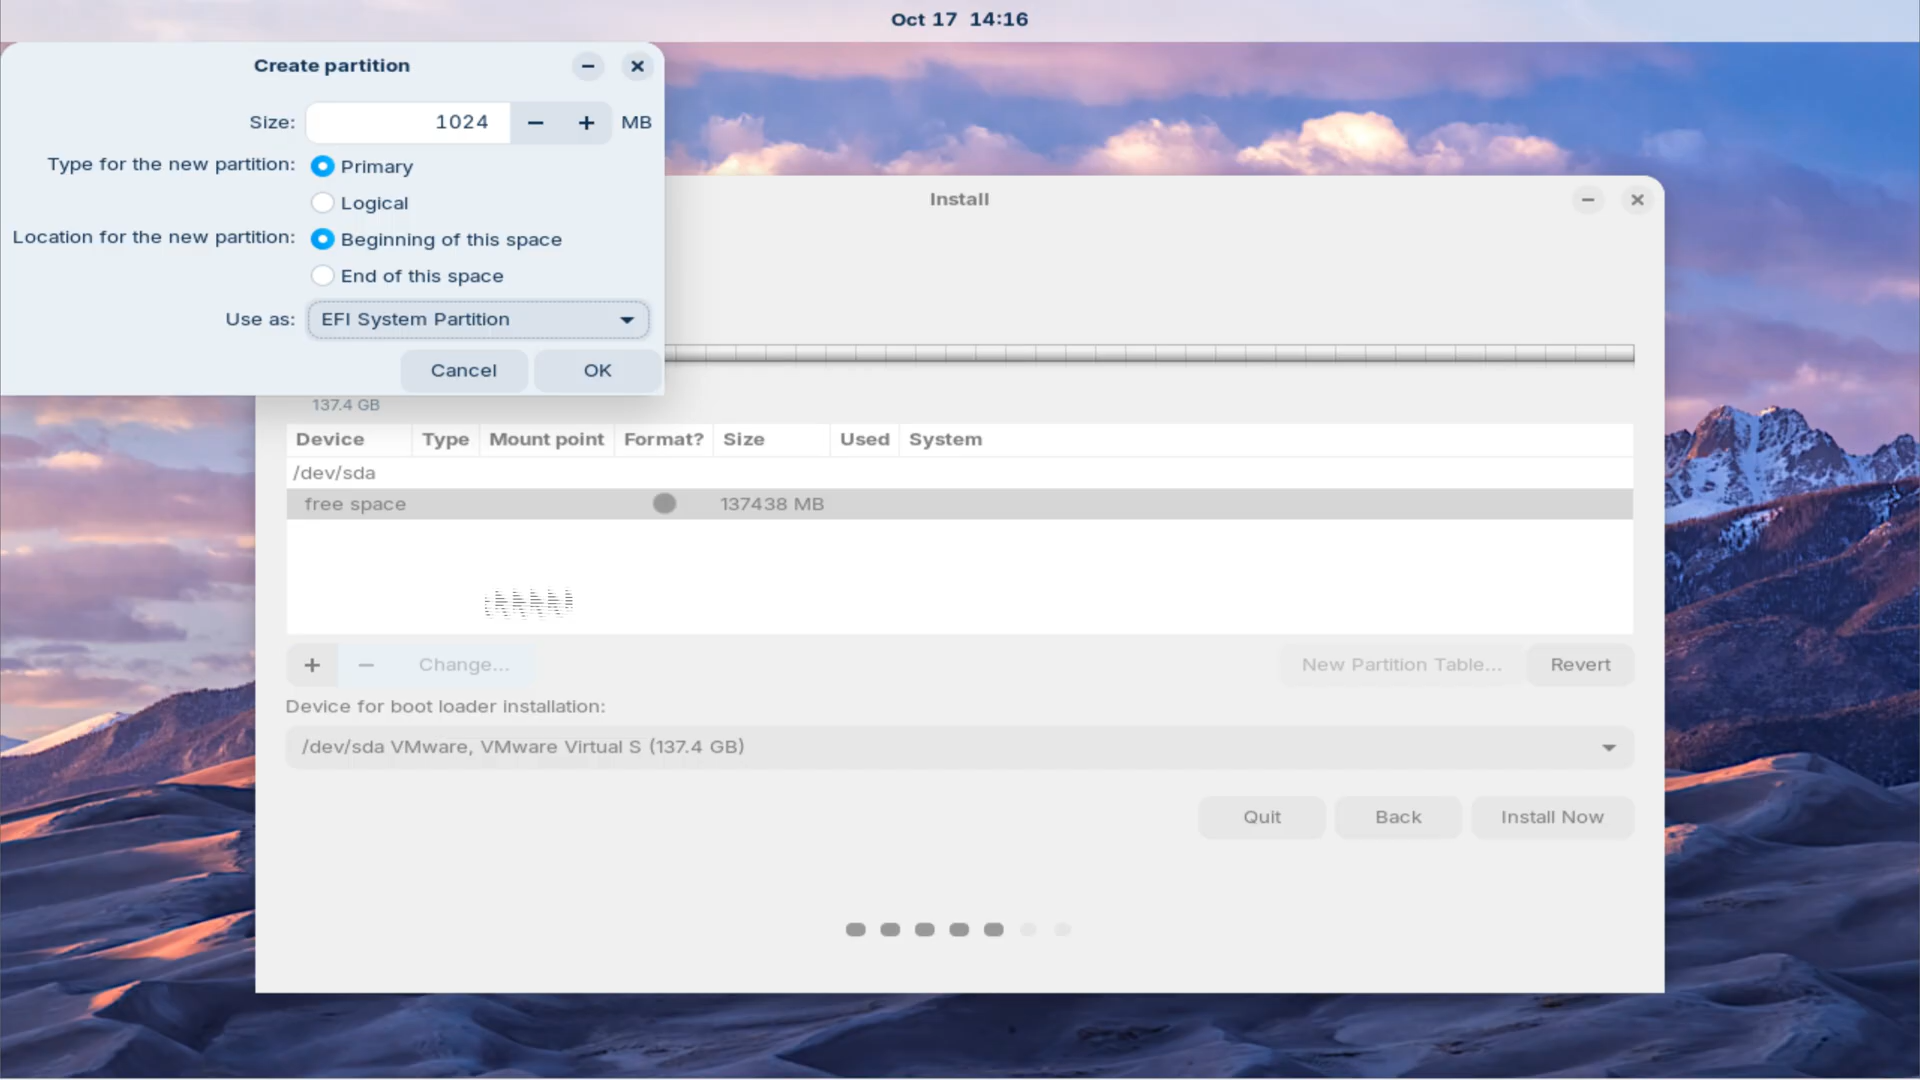 Oct 17 14:16
Create partition
Size: 1024 MB
Type for the new partition: Primary
Logical
Location for the new partition: Beginning of this space
End of this space
Use as: EFI System Partition
Cancel OK
Install
137.4 GB
Device Type Mount point Format? Size Used System
/dev/sda
free space 137438 MB
+ − Change... New Partition Table... Revert
Device for boot loader installation:
/dev/sda VMware, VMware Virtual S (137.4 GB)
Quit Back Install Now